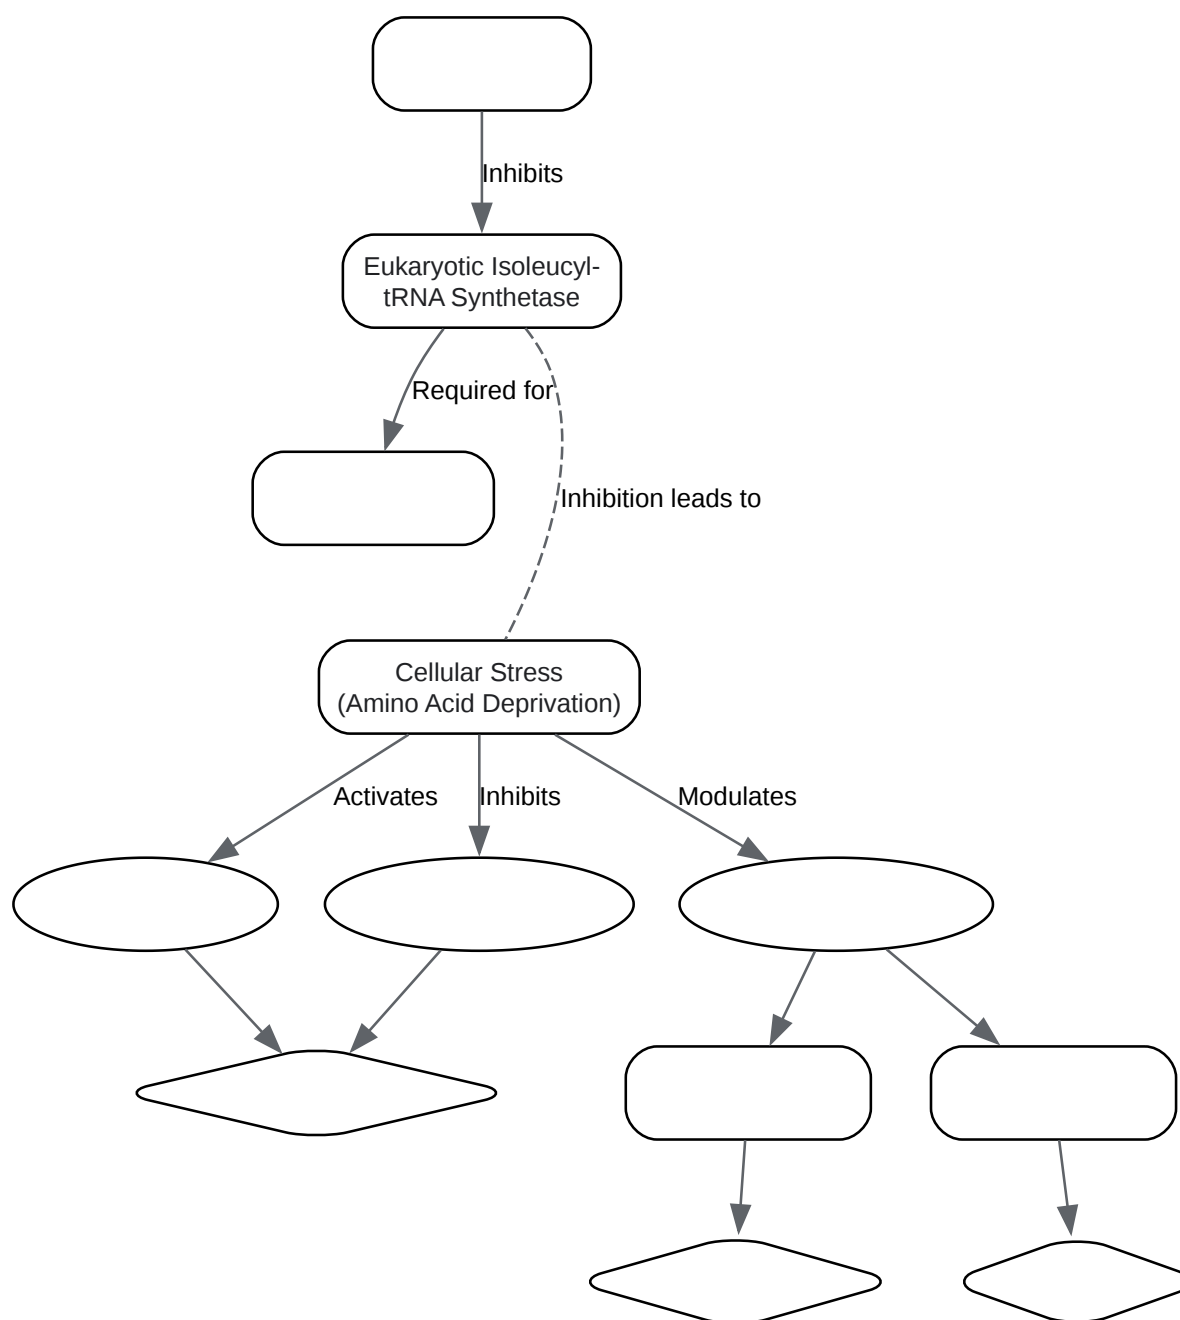 Inhibits
Eukaryotic Isoleucyl-
tRNA Synthetase
Required for
Inhibition leads to
Cellular Stress
(Amino Acid Deprivation)
Activates
Inhibits
Modulates